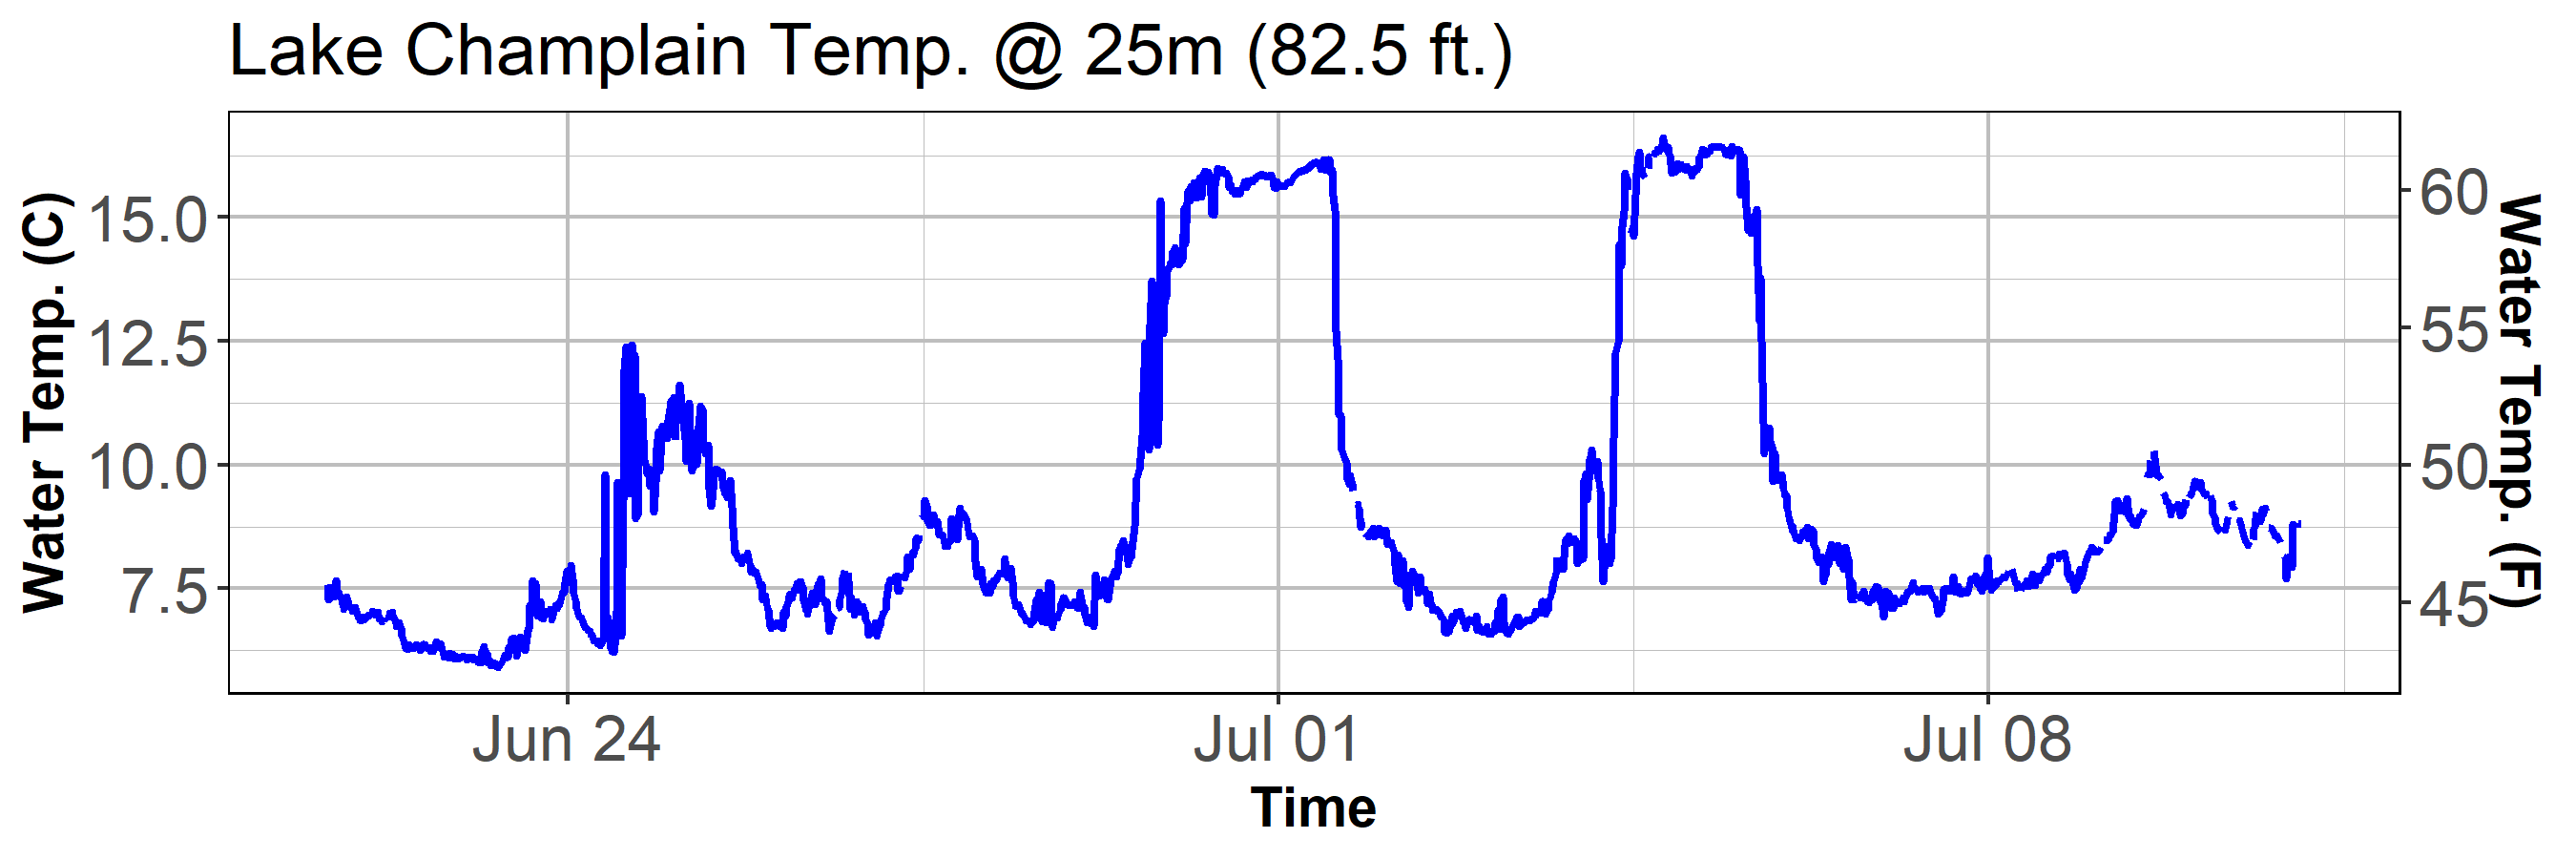 Lake Champlain Temp. @ 25m (82.5 ft.)
Water Temp. (C)
15.0
12.5
10.0
7.5
60
55
50
45
Water Temp. (F)
Jun 24
Jul 01
Jul 08
Time